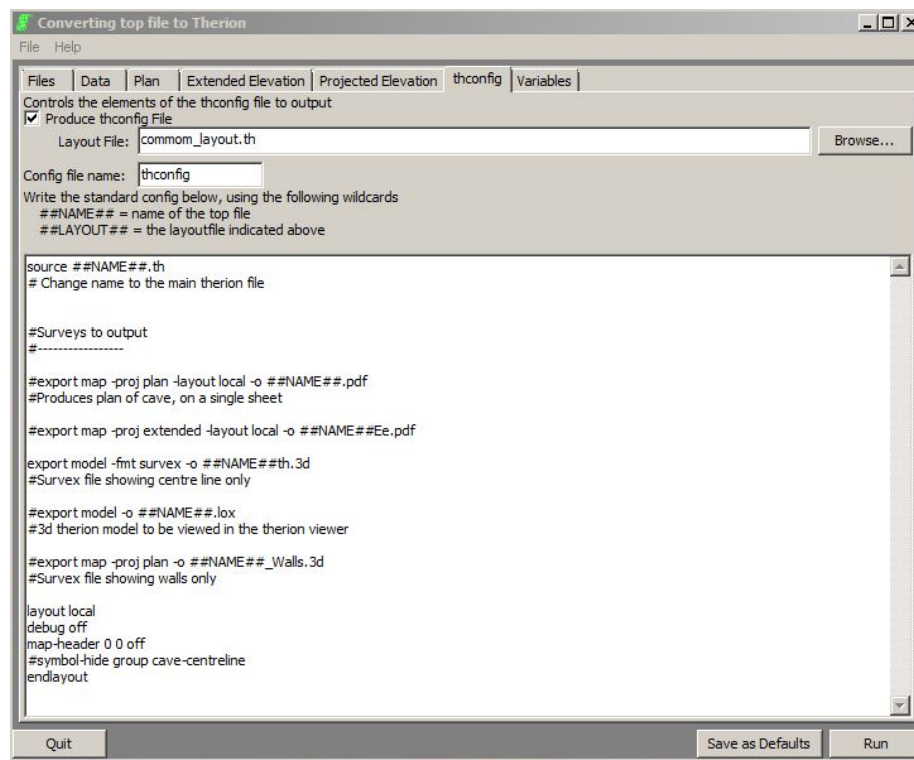 Converting top file to Therion
File Help
Files Data Plan Extended Elevation Projected Elevation thconfig Variables
Controls the elements of the thconfig file to output
Produce thconfig File
Layout File: commom_layout.th Browse...
Config file name: thconfig
Write the standard config below, using the following wildcards
##NAME## = name of the top file
##LAYOUT## = the layoutfile indicated above
source ##NAME##.th
# Change name to the main therion file
#Surveys to output
#-----------------
#export map -proj plan -layout local -o ##NAME##.pdf
#Produces plan of cave, on a single sheet
#export map -proj extended -layout local -o ##NAME##Ee.pdf
export model -fmt survex -o ##NAME##th.3d
#Survex file showing centre line only
#export model -o ##NAME##.lox
#3d therion model to be viewed in the therion viewer
#export map -proj plan -o ##NAME##_Walls.3d
#Survex file showing walls only
layout local
debug off
map-header 0 0 off
#symbol-hide group cave-centreline
endlayout
Quit Save as Defaults Run